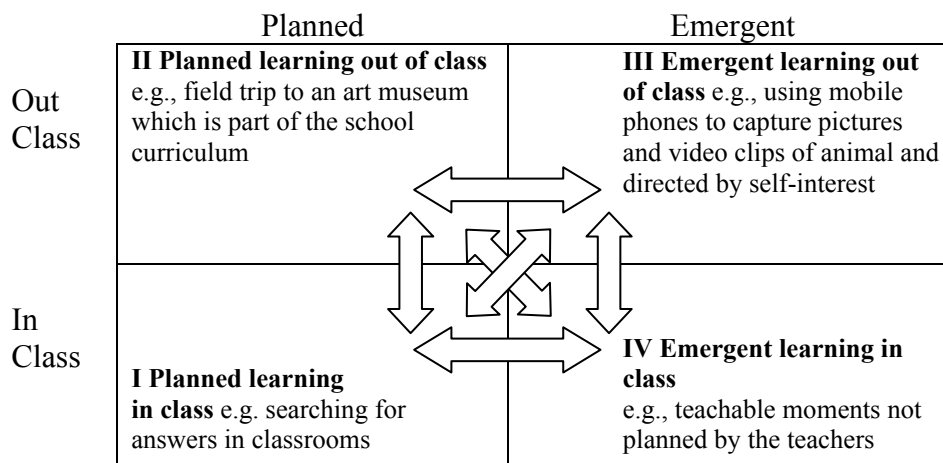 Planned
Emergent
Out
Class
II Planned learning out of class
e.g., field trip to an art museum
which is part of the school
curriculum
III Emergent learning out
of class e.g., using mobile
phones to capture pictures
and video clips of animal and
directed by self-interest
In
Class
I Planned learning
in class e.g. searching for
answers in classrooms
IV Emergent learning in
class
e.g., teachable moments not
planned by the teachers